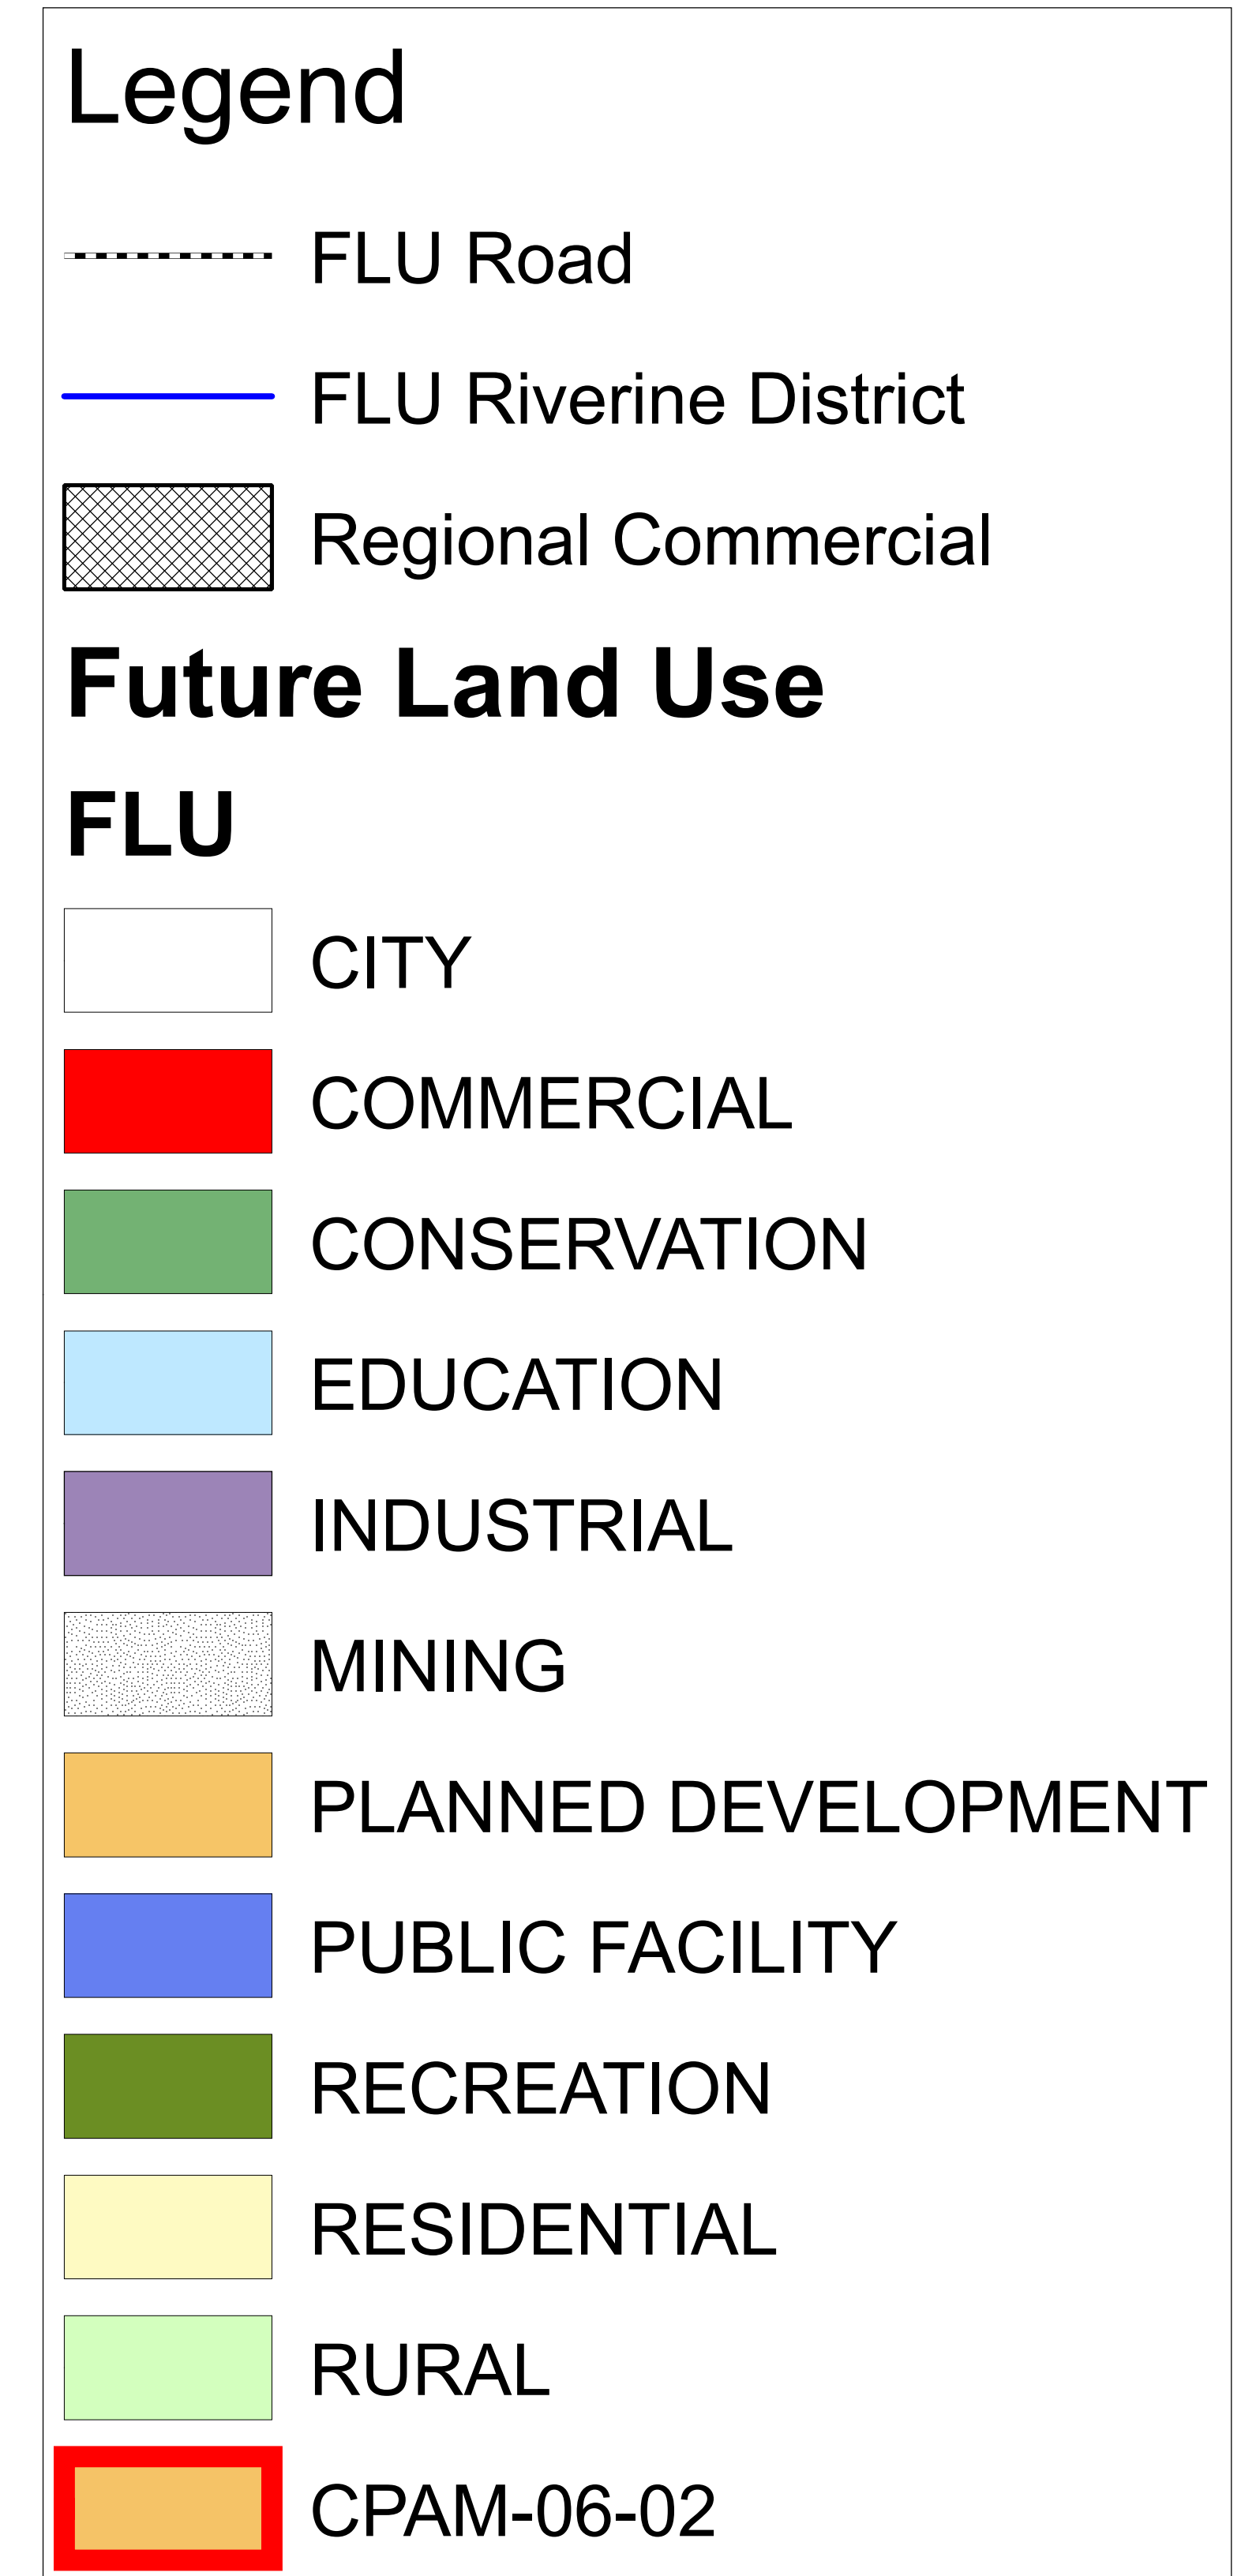 Legend
FLU Road
FLU Riverine District
Regional Commercial
Future Land Use
FLU
CITY
COMMERCIAL
CONSERVATION
EDUCATION
INDUSTRIAL
MINING
PLANNED DEVELOPMENT
PUBLIC FACILITY
RECREATION
RESIDENTIAL
RURAL
CPAM-06-02